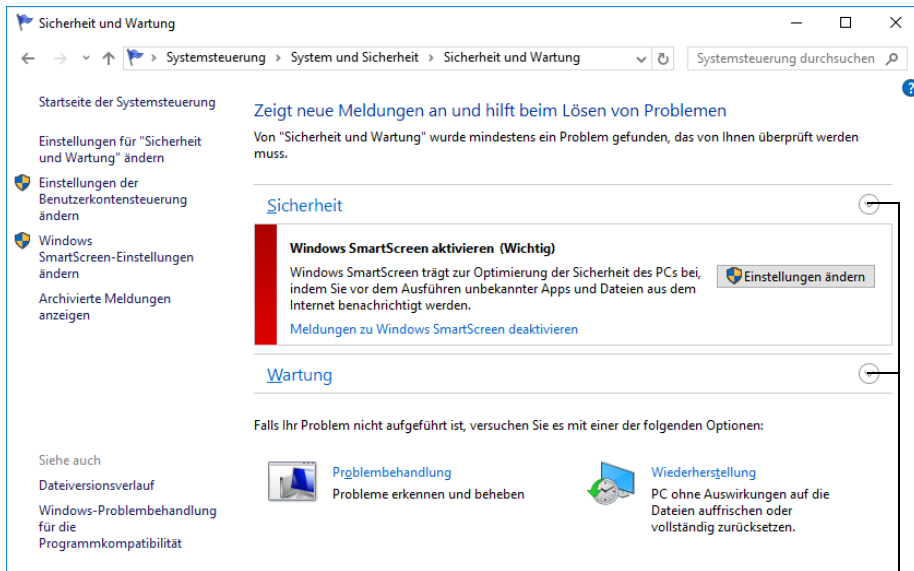 Sicherheit und Wartung
Systemsteuerung > System und Sicherheit > Sicherheit und Wartung
Systemsteuerung durchsuchen
?
Startseite der Systemsteuerung
Einstellungen für "Sicherheit
und Wartung" ändern
Einstellungen der
Benutzerkontensteuerung
ändern
Windows
SmartScreen-Einstellungen
ändern
Archivierte Meldungen
anzeigen
Zeigt neue Meldungen an und hilft beim Lösen von Problemen
Von "Sicherheit und Wartung" wurde mindestens ein Problem gefunden, das von Ihnen überprüft werden
muss.
Sicherheit
Windows SmartScreen aktivieren (Wichtig)
Windows SmartScreen trägt zur Optimierung der Sicherheit des PCs bei,
indem Sie vor dem Ausführen unbekannter Apps und Dateien aus dem
Internet benachrichtigt werden.
Einstellungen ändern
Meldungen zu Windows SmartScreen deaktivieren
Wartung
Falls Ihr Problem nicht aufgeführt ist, versuchen Sie es mit einer der folgenden Optionen:
Problembehandlung
Probleme erkennen und beheben
Wiederherstellung
PC ohne Auswirkungen auf die
Dateien auffrischen oder
vollständig zurücksetzen.
Siehe auch
Dateiversionsverlauf
Windows-Problembehandlung
für die
Programmkompatibilität